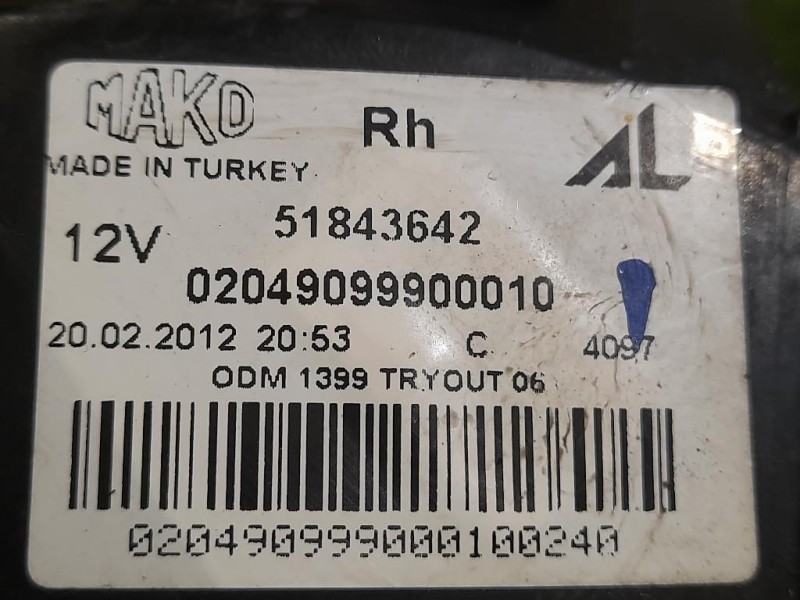 MAKO
Rh
AL
MADE IN TURKEY
51843642
12V
02049099900010
20.02.2012 20:53 C 4097
ODM 1399 TRYOUT 06
020490999000100240